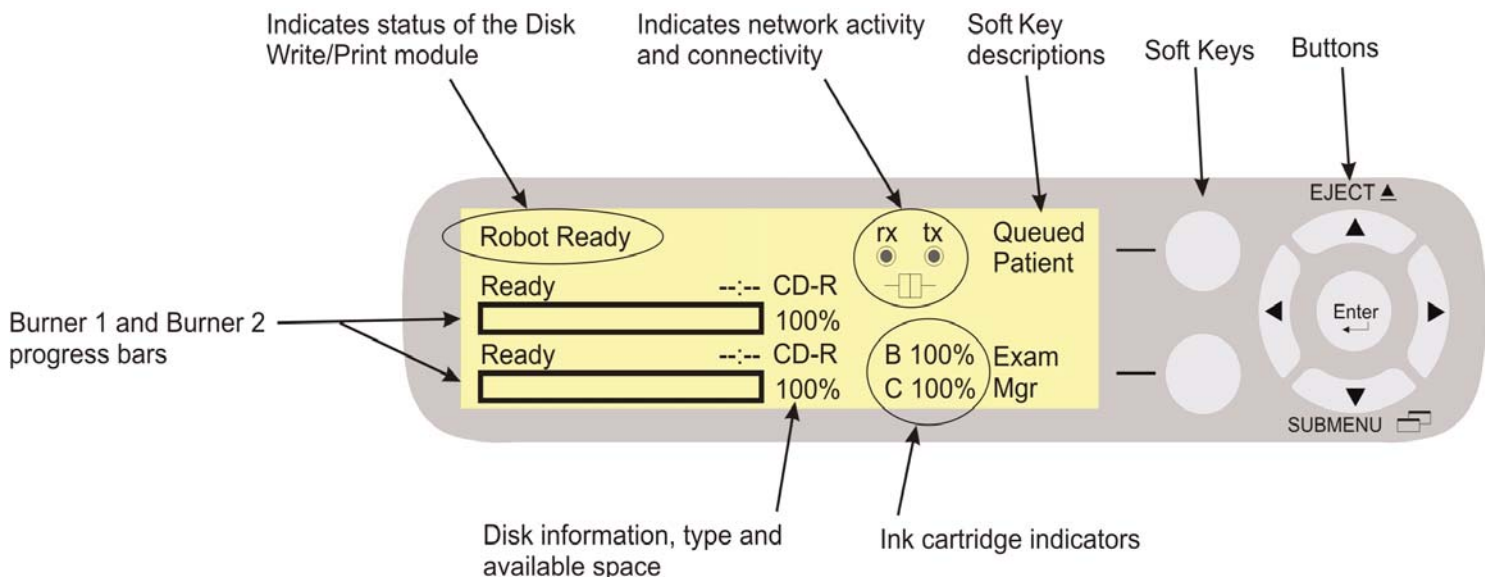 Indicates status of the Disk
Write/Print module
Indicates network activity
and connectivity
Soft Key
descriptions
Soft Keys
Buttons
EJECT
Robot Ready
rx tx
Queued
Patient
Ready --:-- CD-R
100%
Ready --:-- CD-R
100%
B 100%
C 100%
Exam
Mgr
Enter
SUBMENU
Burner 1 and Burner 2
progress bars
Disk information, type and
available space
Ink cartridge indicators